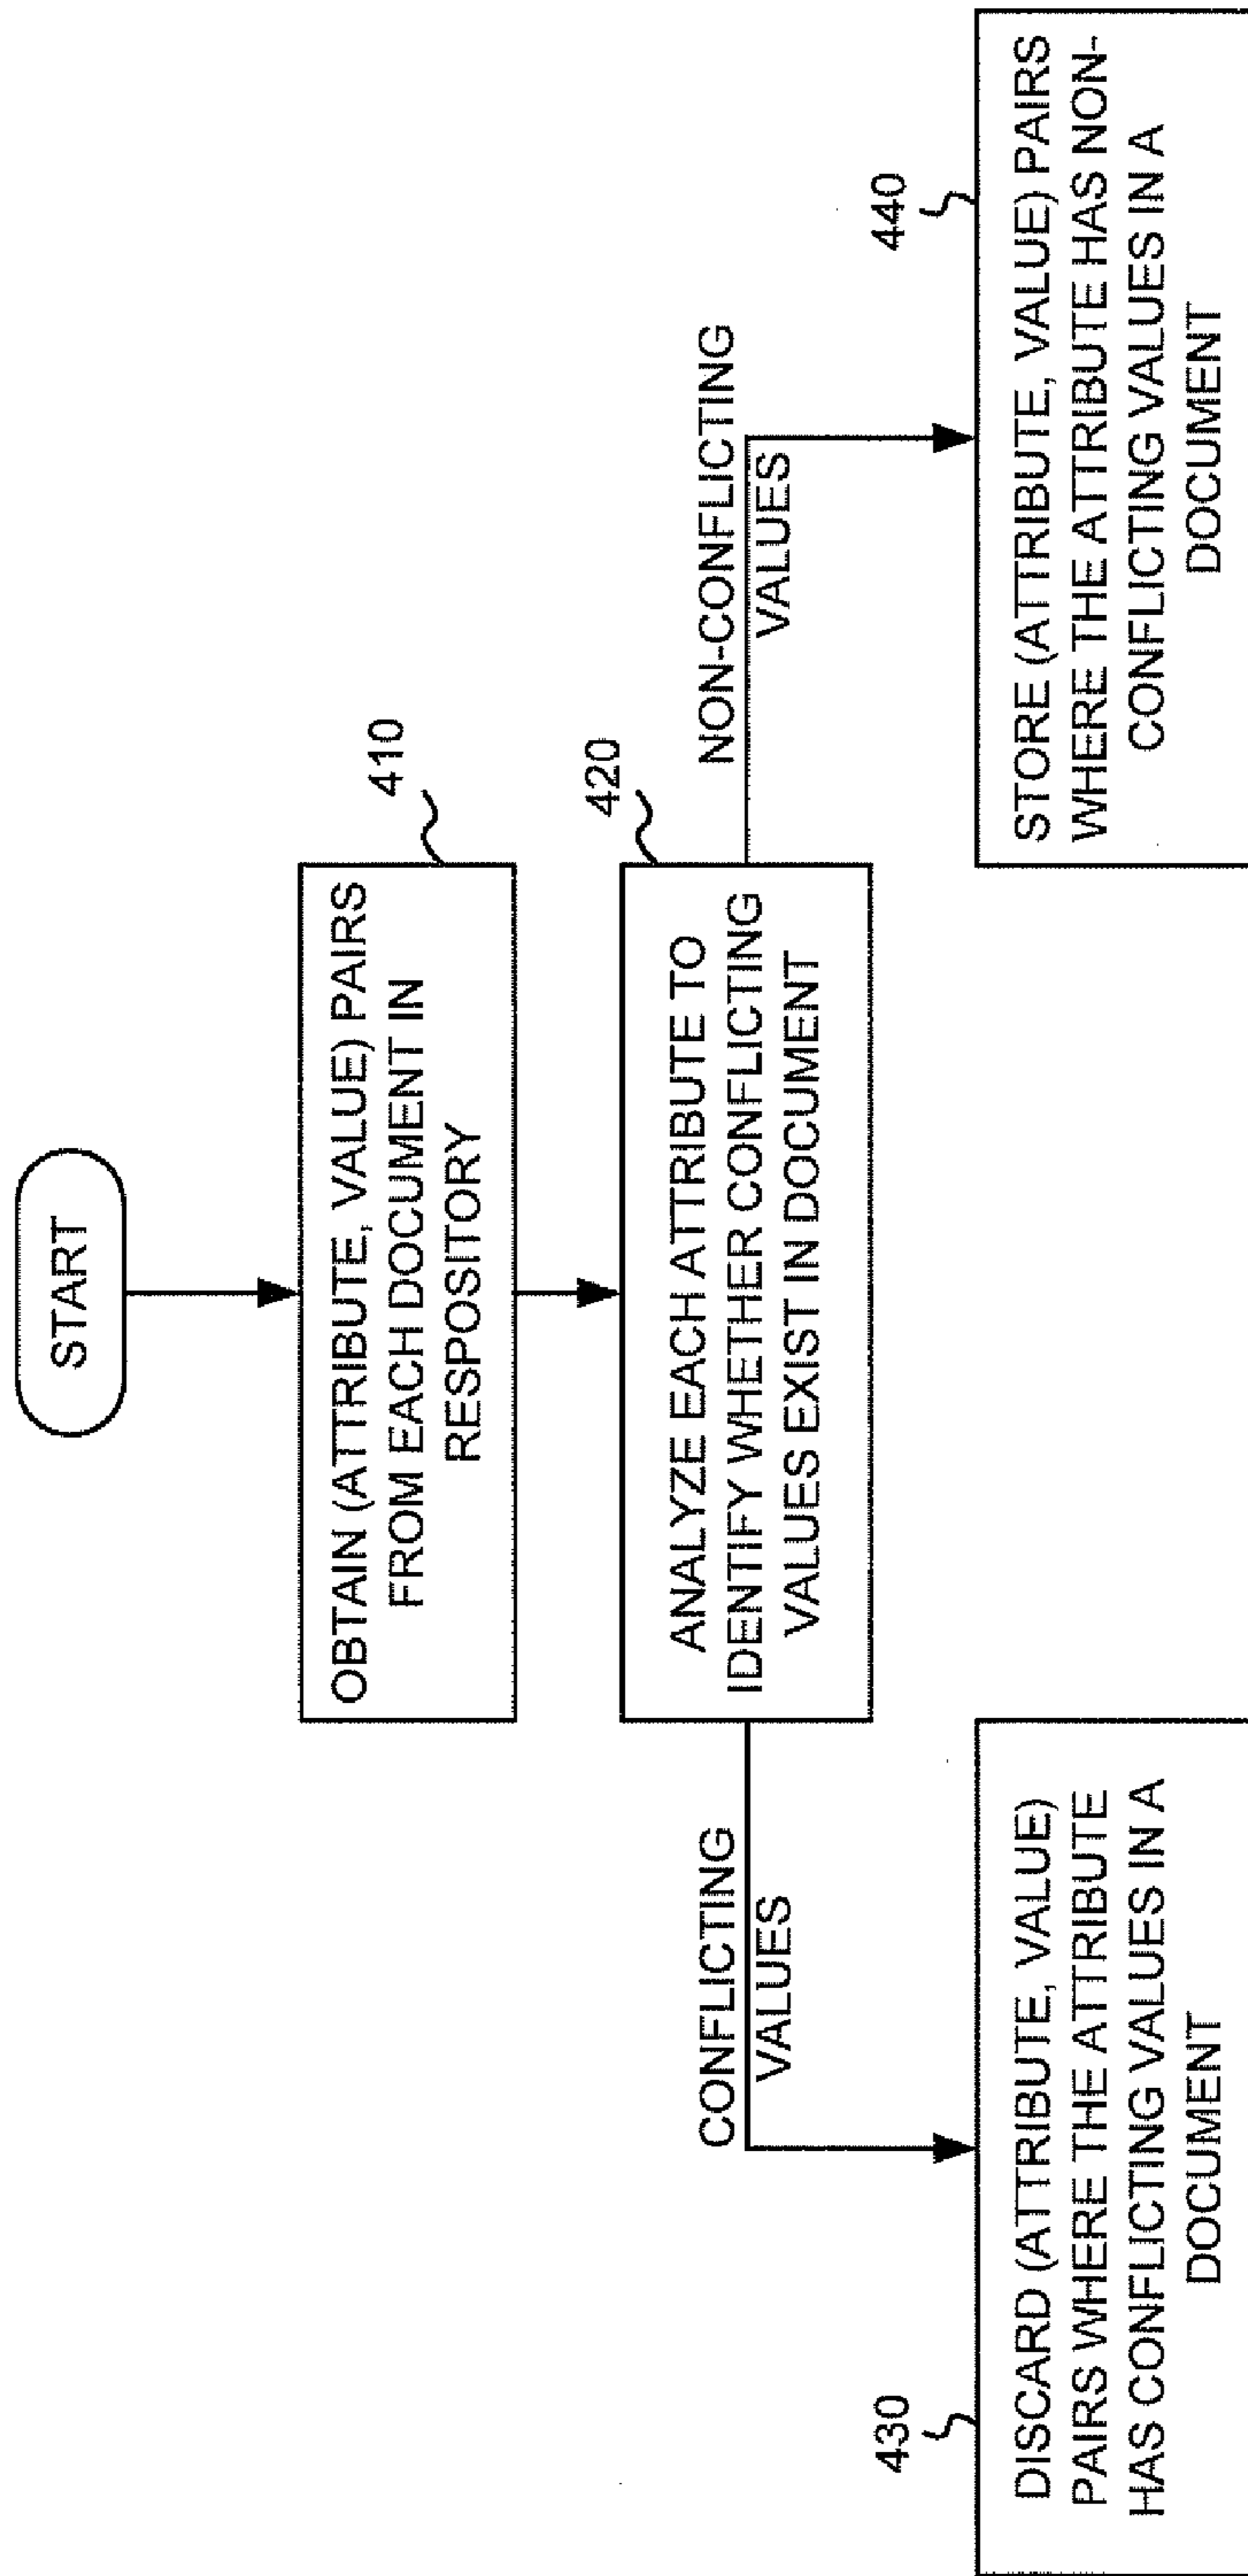 START
410
OBTAIN (ATTRIBUTE, VALUE) PAIRS
FROM EACH DOCUMENT IN
RESPOSITORY
420
ANALYZE EACH ATTRIBUTE TO
IDENTIFY WHETHER CONFLICTING
VALUES EXIST IN DOCUMENT
CONFLICTING
VALUES
NON-CONFLICTING
VALUES
430
DISCARD (ATTRIBUTE, VALUE)
PAIRS WHERE THE ATTRIBUTE
HAS CONFLICTING VALUES IN A
DOCUMENT
440
STORE (ATTRIBUTE, VALUE) PAIRS
WHERE THE ATTRIBUTE HAS NON-
CONFLICTING VALUES IN A
DOCUMENT